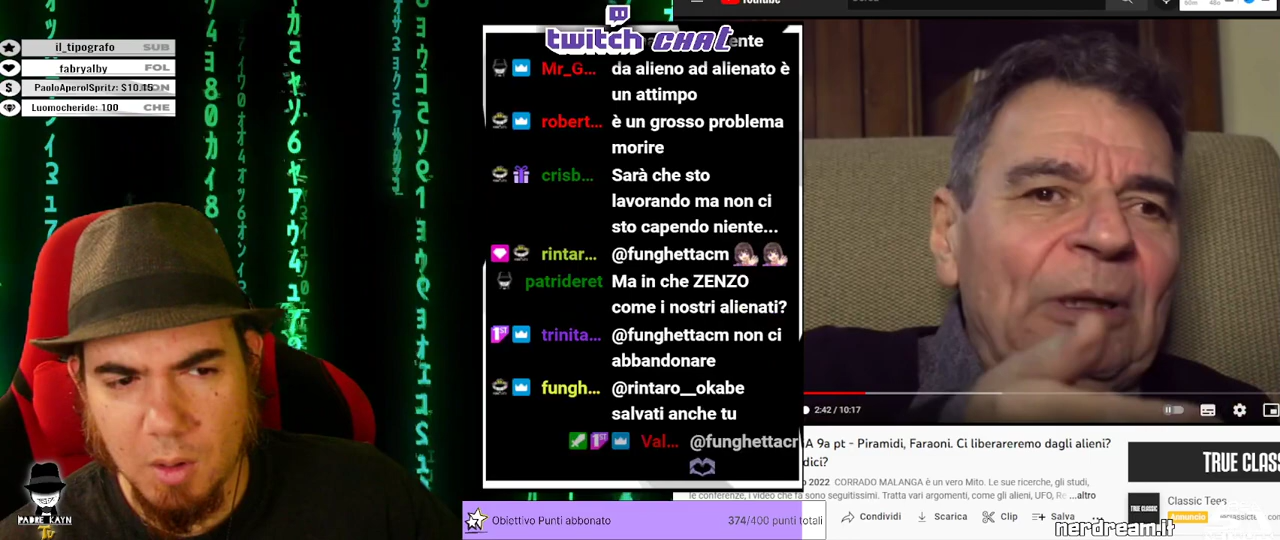 il_tipografo SUB
fabryalby FOL
PaoloAperolSpritz: $10.15
Luomocheride: 100 CHE
twitch CHAT
Mr_G... da alieno ad alienato è
un attimpo
robert... è un grosso problema
morire
crisb... Sarà che sto
lavorando ma non ci
sto capendo niente...
rintar... @funghettacm
patrideret Ma in che ZENZO
come i nostri alienati?
trinita... @funghettacm non ci
abbandonare
fungh... @rintaro__okabe
salvati anche tu
Val... @funghettacm
Obiettivo Punti abbonato 374/400 punti totali
PADRE KAYN
Tv
2:42 / 10:17
A 9a pt - Piramidi, Faraoni. Ci libereremo dagli alieni?
dici?
2022 CORRADO MALANGA è un vero Mito. Le sue ricerche, gli studi,
le conferenze, i video che fa sono seguitissimi. Tratta vari argomenti, come gli alieni, UFO, Re ...altro
Condividi Scarica Clip Salva ...
TRUE CLASSIC
Classic Tees
Annuncio
nerdream.it